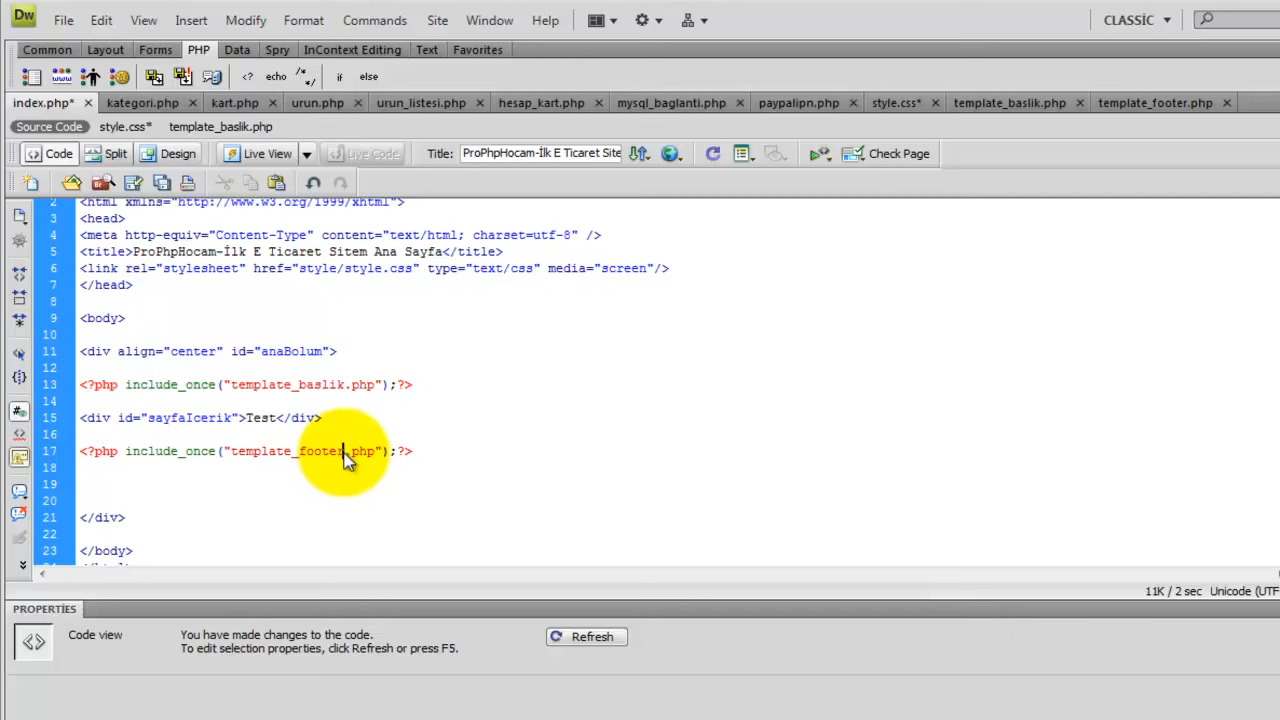 Dw File Edit View Insert Modify Format Commands Site Window Help CLASSİC
Common Layout Forms PHP Data Spry InContext Editing Text Favorites
<? echo /*/ if else
index.php* kategori.php kart.php urun.php urun_listesi.php hesap_kart.php mysql_baglanti.php paypalipn.php style.css* template_baslik.php template_footer.php
Source Code style.css* template_baslik.php
Code Split Design Live View Live Code Title: ProPhpHocam-İlk E Ticaret Site Check Page
2 <html xmlns="http://www.w3.org/1999/xhtml">
3 <head>
4 <meta http-equiv="Content-Type" content="text/html; charset=utf-8" />
5 <title>ProPhpHocam-İlk E Ticaret Sitem Ana Sayfa</title>
6 <link rel="stylesheet" href="style/style.css" type="text/css" media="screen"/>
7 </head>
8
9 <body>
10
11 <div align="center" id="anaBolum">
12
13 <?php include_once("template_baslik.php");?>
14
15 <div id="sayfaIcerik">Test</div>
16
17 <?php include_once("template_footer.php");?>
18
19
20
21 </div>
22
23 </body>
11K / 2 sec Unicode (UTF
PROPERTİES
Code view You have made changes to the code.
To edit selection properties, click Refresh or press F5.
Refresh